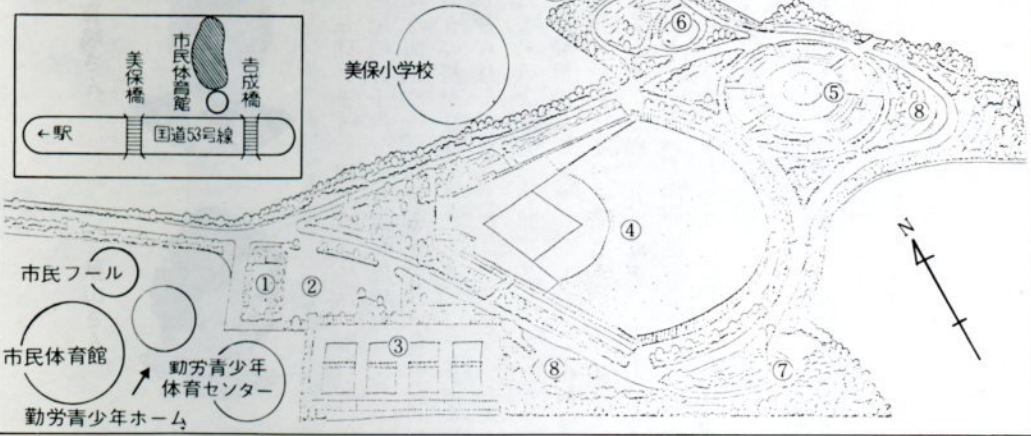 市民体育館
美保橋
吉成橋
←駅
国道53号線
美保小学校
⑥
⑤
⑧
④
N
市民フール
①
②
市民体育館
③
勤労青少年
体育センター
勤労青少年ホーム
⑧
⑦